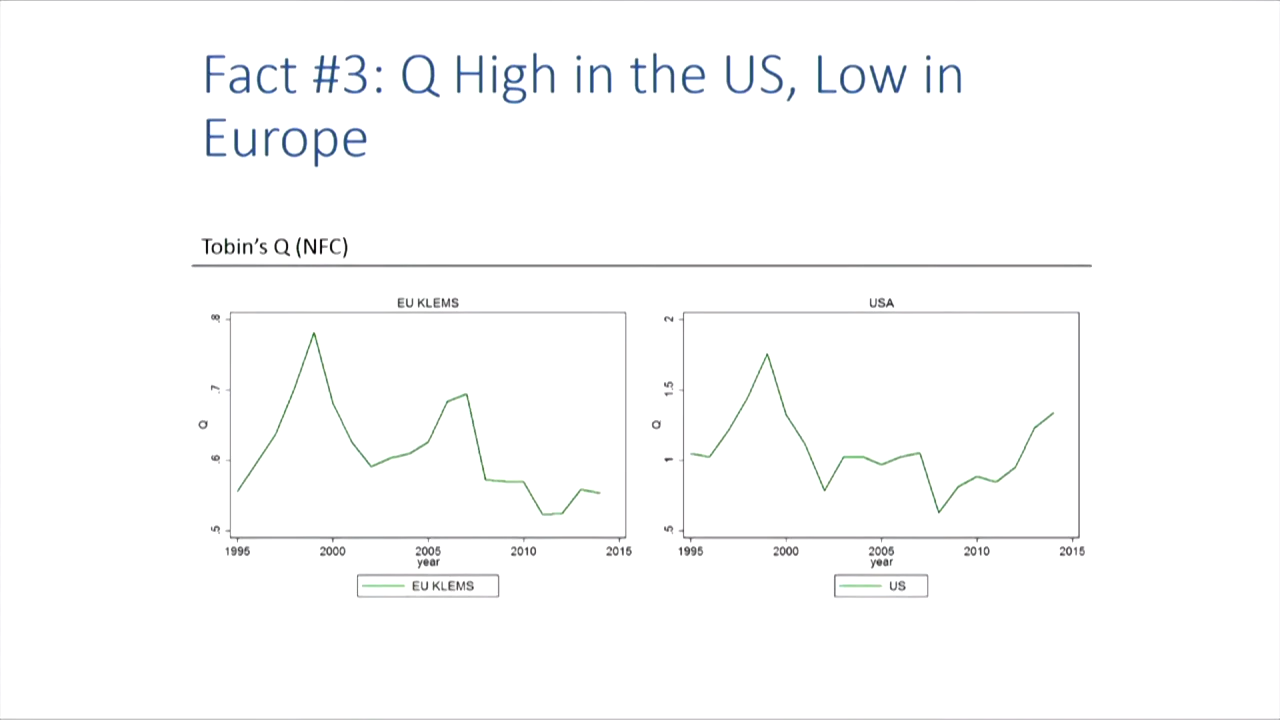 Fact #3: Q High in the US, Low in
Europe
Tobin's Q (NFC)
EU KLEMS
.8
.7
.6
.5
Q
1995 2000 2005 2010 2015
year
EU KLEMS
USA
2
1.5
1
.5
Q
1995 2000 2005 2010 2015
year
US